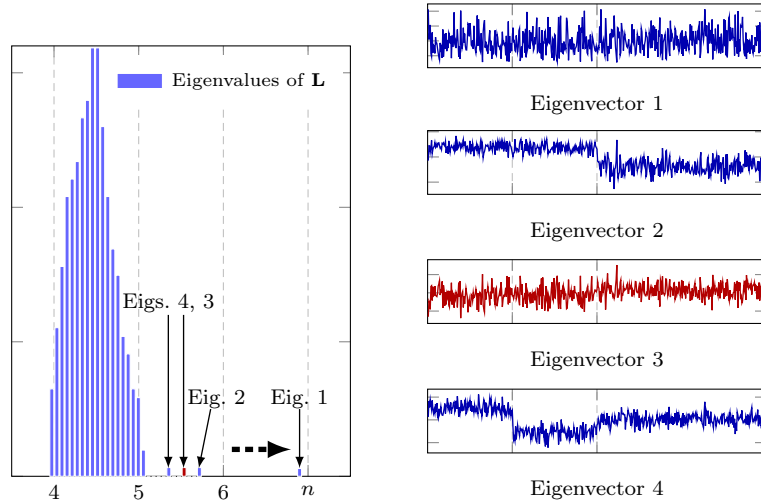 Eigenvalues of L
Eigs. 4, 3
Eig. 2
Eig. 1
4
5
6
n
Eigenvector 1
Eigenvector 2
Eigenvector 3
Eigenvector 4